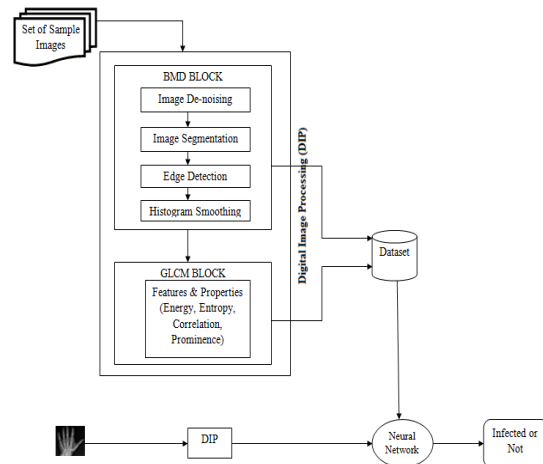 Set of Sample
Images
BMD BLOCK
Image De-noising
Image Segmentation
Edge Detection
Histogram Smoothing
Digital Image Processing (DIP)
GLCM BLOCK
Features & Properties
(Energy, Entropy,
Correlation,
Prominence)
Dataset
DIP
Neural
Network
Infected or
Not